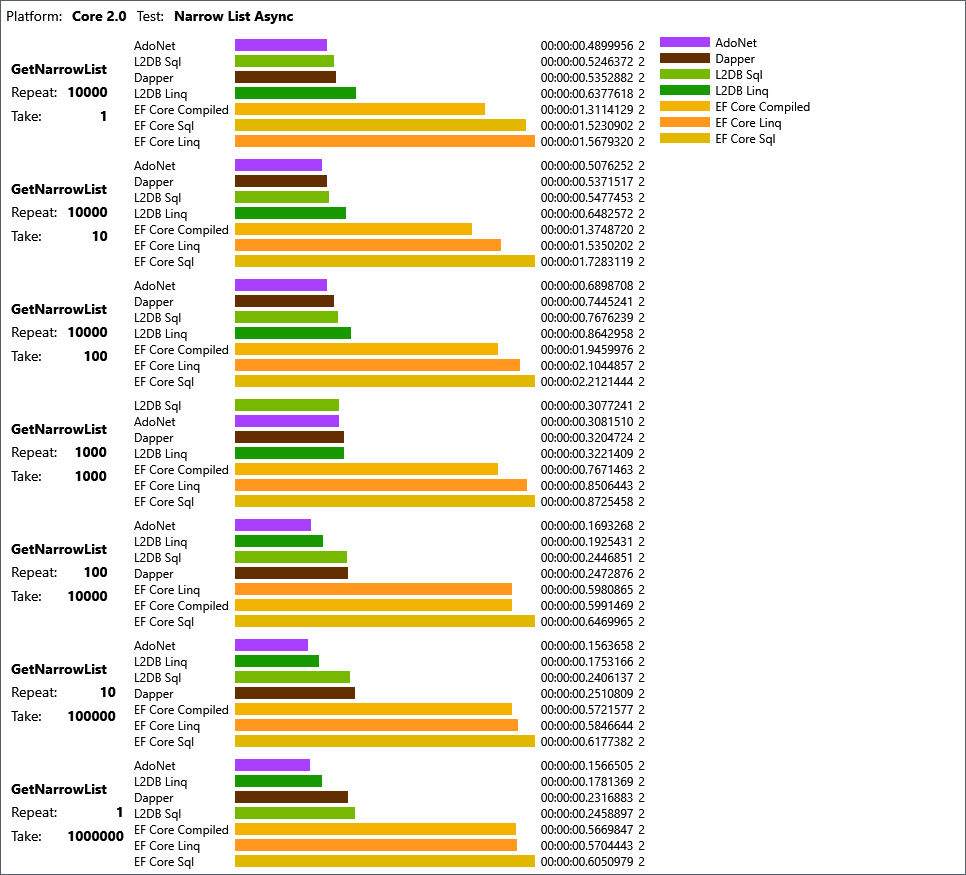 Platform: Core 2.0 Test: Narrow List Async
GetNarrowList
Repeat: 10000
Take: 1
AdoNet 00:00:00.4899956 2
L2DB Sql 00:00:00.5246372 2
Dapper 00:00:00.5352882 2
L2DB Linq 00:00:00.6377618 2
EF Core Compiled 00:00:01.3114129 2
EF Core Sql 00:00:01.5230902 2
EF Core Linq 00:00:01.5679320 2
AdoNet
Dapper
L2DB Sql
L2DB Linq
EF Core Compiled
EF Core Linq
EF Core Sql
GetNarrowList
Repeat: 10000
Take: 10
AdoNet 00:00:00.5076252 2
Dapper 00:00:00.5371517 2
L2DB Sql 00:00:00.5477453 2
L2DB Linq 00:00:00.6482572 2
EF Core Compiled 00:00:01.3748720 2
EF Core Linq 00:00:01.5350202 2
EF Core Sql 00:00:01.7283119 2
GetNarrowList
Repeat: 10000
Take: 100
AdoNet 00:00:00.6898708 2
Dapper 00:00:00.7445241 2
L2DB Sql 00:00:00.7676239 2
L2DB Linq 00:00:00.8642958 2
EF Core Compiled 00:00:01.9459976 2
EF Core Linq 00:00:02.1044857 2
EF Core Sql 00:00:02.2121444 2
GetNarrowList
Repeat: 1000
Take: 1000
L2DB Sql 00:00:00.3077241 2
AdoNet 00:00:00.3081510 2
Dapper 00:00:00.3204724 2
L2DB Linq 00:00:00.3221409 2
EF Core Compiled 00:00:00.7671463 2
EF Core Linq 00:00:00.8506443 2
EF Core Sql 00:00:00.8725458 2
GetNarrowList
Repeat: 100
Take: 10000
AdoNet 00:00:00.1693268 2
L2DB Linq 00:00:00.1925431 2
L2DB Sql 00:00:00.2446851 2
Dapper 00:00:00.2472876 2
EF Core Linq 00:00:00.5980865 2
EF Core Compiled 00:00:00.5991469 2
EF Core Sql 00:00:00.6469965 2
GetNarrowList
Repeat: 10
Take: 100000
AdoNet 00:00:00.1563658 2
L2DB Linq 00:00:00.1753166 2
L2DB Sql 00:00:00.2406137 2
Dapper 00:00:00.2510809 2
EF Core Compiled 00:00:00.5721577 2
EF Core Linq 00:00:00.5846644 2
EF Core Sql 00:00:00.6177382 2
GetNarrowList
Repeat: 1
Take: 1000000
AdoNet 00:00:00.1566505 2
L2DB Linq 00:00:00.1781369 2
Dapper 00:00:00.2316883 2
L2DB Sql 00:00:00.2458897 2
EF Core Compiled 00:00:00.5669847 2
EF Core Linq 00:00:00.5704443 2
EF Core Sql 00:00:00.6050979 2